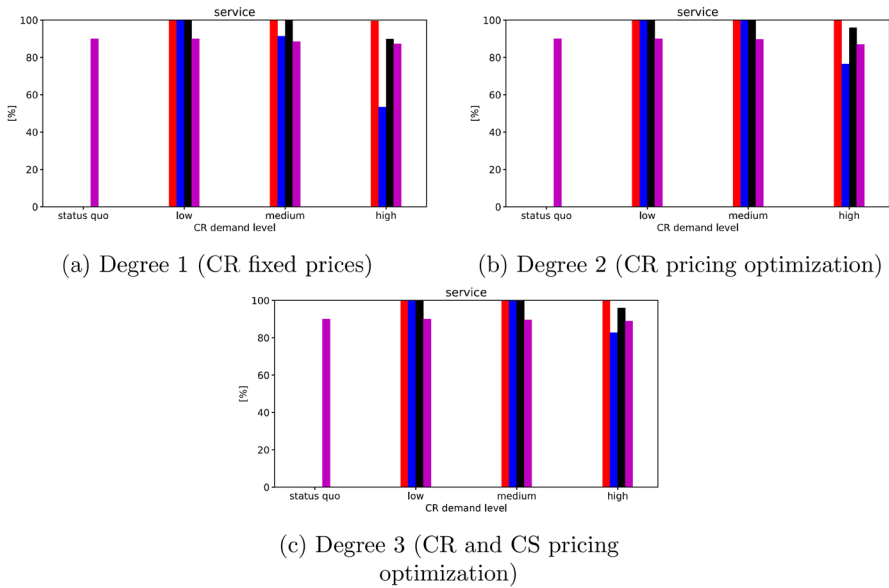 service
100
80
60
40
20
0
[%]
status quo low medium high
CR demand level
(a) Degree 1 (CR fixed prices)
service
100
80
60
40
20
0
[%]
status quo low medium high
CR demand level
(b) Degree 2 (CR pricing optimization)
service
100
80
60
40
20
0
[%]
status quo low medium high
CR demand level
(c) Degree 3 (CR and CS pricing
optimization)